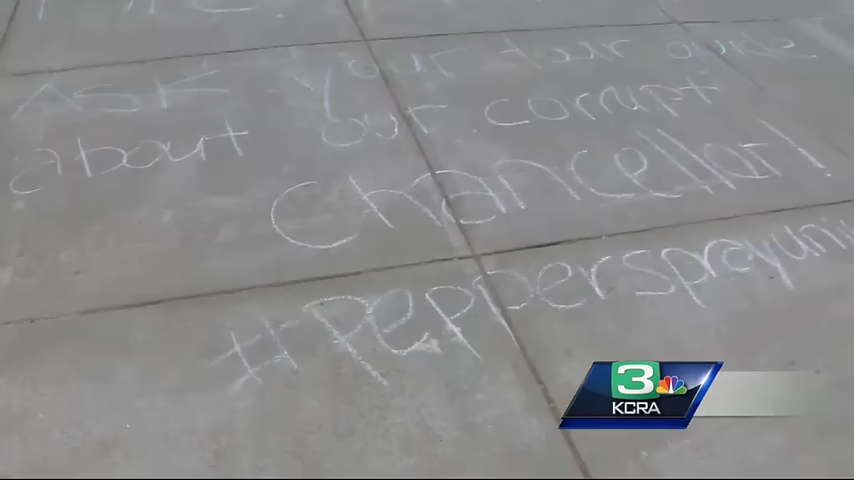 Ask your tour guide
about our corrupt
Chancellor!
#Peppersprayuni
3
KCRA